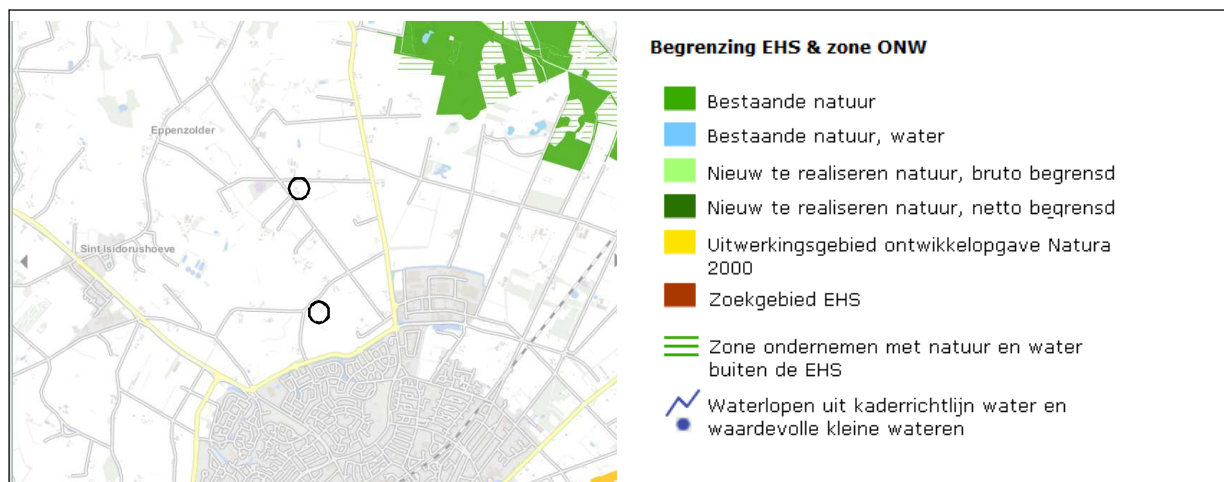 Eppenzolder
Sint Isidorushoeve
Begrenzing EHS & zone ONW
Bestaande natuur
Bestaande natuur, water
Nieuw te realiseren natuur, bruto begrensd
Nieuw te realiseren natuur, netto begrensd
Uitwerkingsgebied ontwikkelopgave Natura
2000
Zoekgebied EHS
Zone ondernemen met natuur en water
buiten de EHS
Waterlopen uit kaderrichtlijn water en
waardevolle kleine wateren